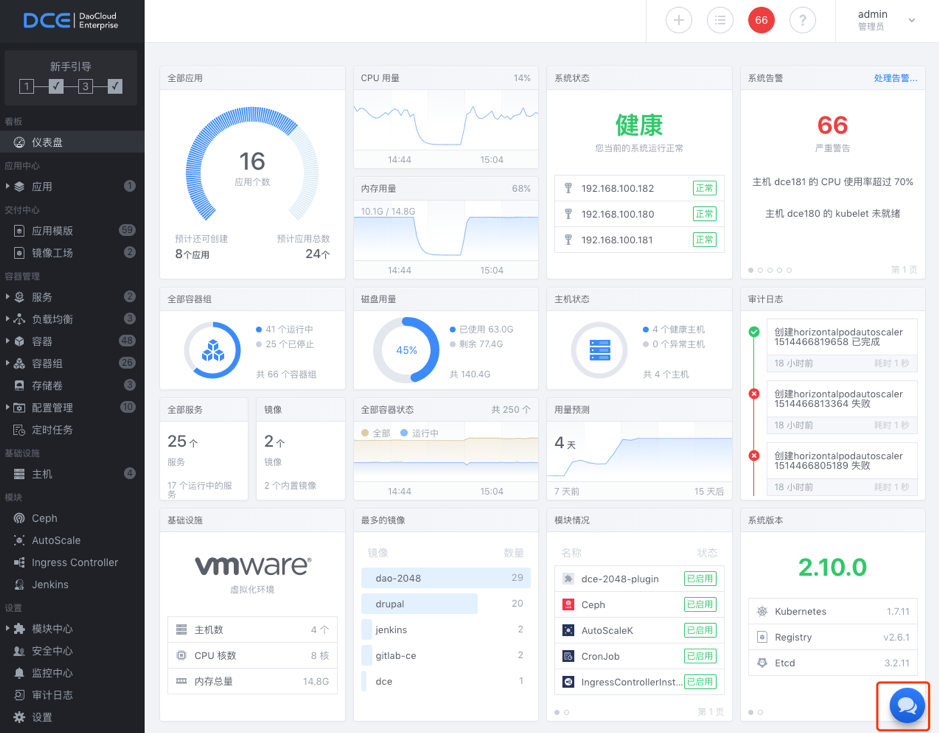 DCE DaoCloud Enterprise
新手引导
1 3
看板
仪表盘
应用中心
应用 1
交付中心
应用模版 59
镜像工场 2
容器管理
服务 2
负载均衡 3
容器 48
容器组 26
存储卷 3
配置管理 10
定时任务
基础设施
主机 4
模块
Ceph
AutoScale
Ingress Controller
Jenkins
设置
模块中心
安全中心
监控中心
审计日志
设置
66
?
admin
管理员
全部应用
16
应用个数
预计还可创建 预计应用总数
8个应用 24个
CPU 用量 14%
14:44 15:04
内存用量 68%
10.1G / 14.8G
14:44 15:04
系统状态
健康
您当前的系统运行正常
192.168.100.182 正常
192.168.100.180 正常
192.168.100.181 正常
系统告警 处理告警...
66
严重警告
主机 dce181 的 CPU 使用率超过 70%
主机 dce180 的 kubelet 未就绪
第 1 页
全部容器组
41 个运行中
25 个已停止
共 66 个容器组
磁盘用量
45%
已使用 63.0G
剩余 77.4G
共 140.4G
主机状态
4 个健康主机
0 个异常主机
共 4 个主机
审计日志
创建horizontalpodautoscaler
1514466819658 已完成
18 小时前 耗时 1 秒
创建horizontalpodautoscaler
1514466813364 失败
18 小时前 耗时 1 秒
创建horizontalpodautoscaler
1514466805189 失败
18 小时前 耗时 1 秒
全部服务
25 个
服务
17 个运行中的服
务
镜像
2 个
镜像
2 个内置镜像
全部容器状态 共 250 个
全部 运行中
14:44 15:04
用量预测
4 天
7 天前 15 天后
基础设施
vmware®
虚拟化环境
主机数 4 个
CPU 核数 8 核
内存总量 14.8G
最多的镜像
镜像 数量
dao-2048 29
drupal 20
jenkins 2
gitlab-ce 2
dce 1
模块情况
名称 状态
dce-2048-plugin 已启用
Ceph 已启用
AutoScaleK 已启用
CronJob 已启用
IngressControllerInst... 已启用
第 1 页
系统版本
2.10.0
Kubernetes 1.7.11
Registry v2.6.1
Etcd 3.2.11